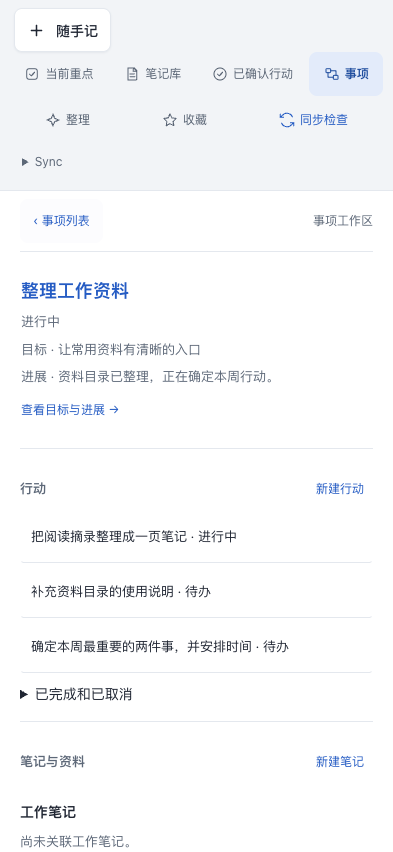 随手记
当前重点 笔记库 已确认行动 事项
整理 收藏 同步检查
Sync
‹ 事项列表 事项工作区
整理工作资料
进行中
目标 · 让常用资料有清晰的入口
进展 · 资料目录已整理，正在确定本周行动。
查看目标与进展 →
行动 新建行动
把阅读摘录整理成一页笔记 · 进行中
补充资料目录的使用说明 · 待办
确定本周最重要的两件事，并安排时间 · 待办
已完成和已取消
笔记与资料 新建笔记
工作笔记
尚未关联工作笔记。